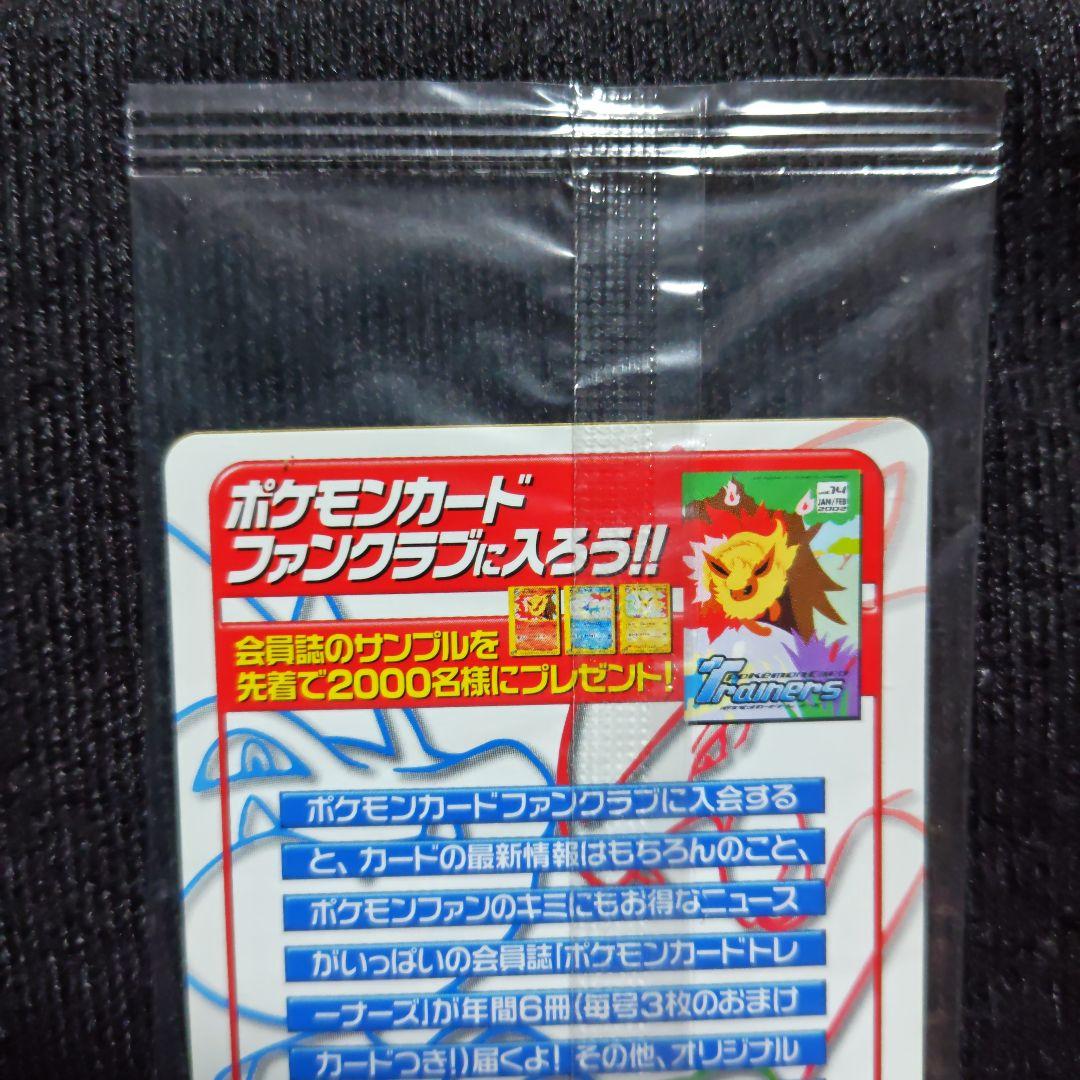 ポケモンカード
ファンクラブに入ろう!!
会員誌のサンプルを
先着で2000名様にプレゼント!
14
JAN/FEB
2002
Pokémon Card
Trainers
ポケモンカードファンクラブに入会する
と、カードの最新情報はもちろんのこと、
ポケモンファンのキミにもお得なニュース
がいっぱいの会員誌「ポケモンカードトレ
ーナーズ」が年間6冊(毎号3枚のおまけ
カードつき!)届くよ! その他、オリジナル